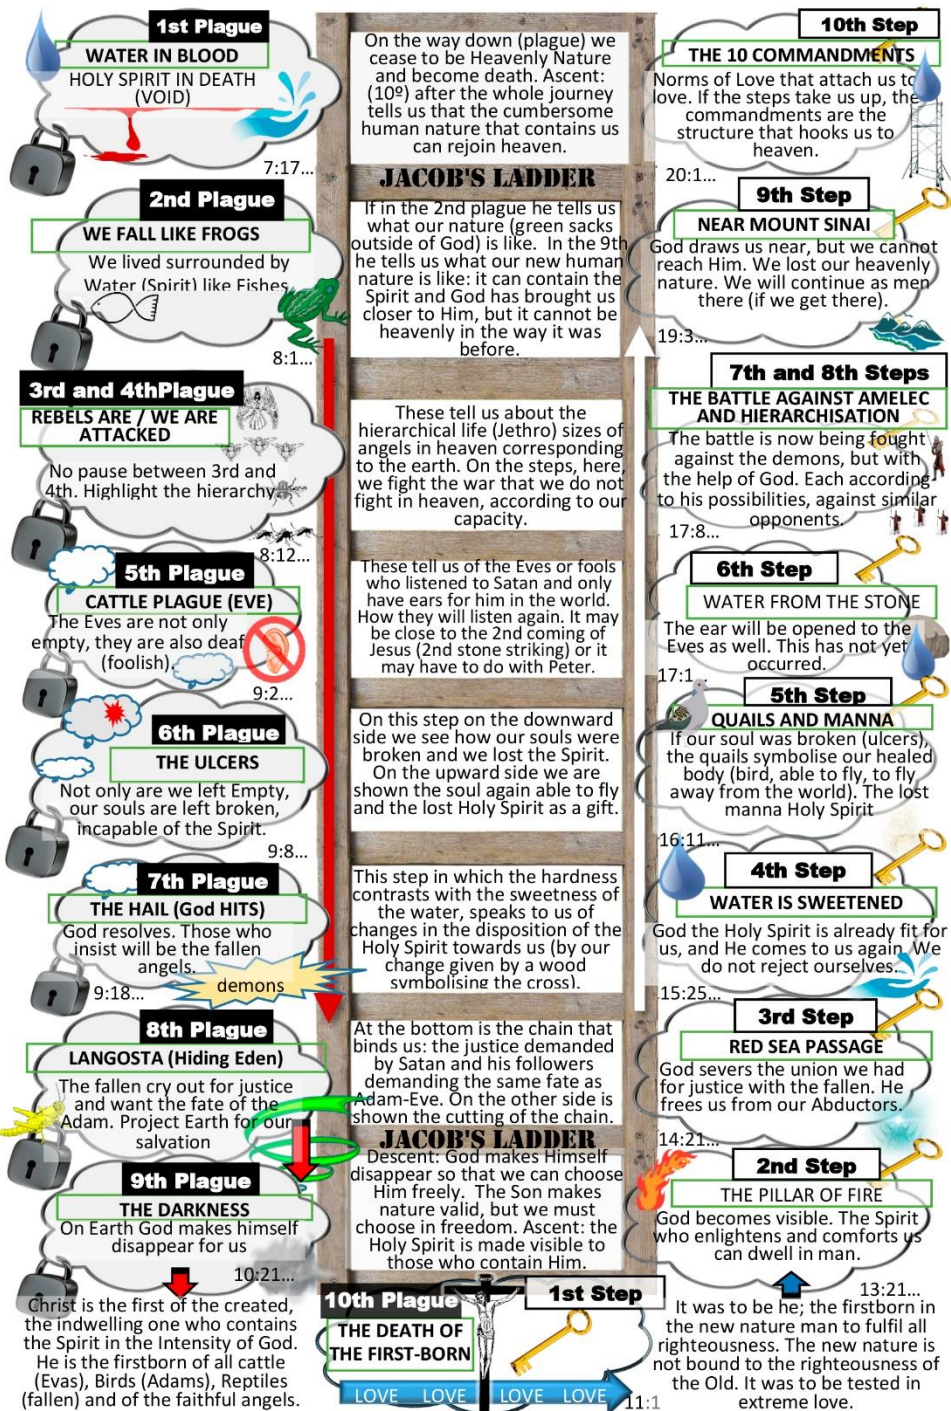 1st Plague
WATER IN BLOOD
HOLY SPIRIT IN DEATH
(VOID)
7:17...
2nd Plague
WE FALL LIKE FROGS
We lived surrounded by
Water (Spirit) like Fishes
8:1...
3rd and 4thPlague
REBELS ARE / WE ARE
ATTACKED
No pause between 3rd and
4th. Highlight the hierarchy.
8:12...
5th Plague
CATTLE PLAGUE (EVE)
The Eves are not only
empty, they are also deaf
(foolish).
9:2...
6th Plague
THE ULCERS
Not only are we left Empty,
our souls are left broken,
incapable of the Spirit.
9:8...
7th Plague
THE HAIL (God HITS)
God resolves. Those who
insist will be the fallen
angels.
demons
9:18...
8th Plague
LANGOSTA (Hiding Eden)
The fallen cry out for justice
and want the fate of the
Adam. Project Earth for our
salvation
9th Plague
THE DARKNESS
On Earth God makes himself
disappear for us
10:21...
Christ is the first of the created,
the indwelling one who contains
the Spirit in the Intensity of God.
He is the firstborn of all cattle
(Evas), Birds (Adams), Reptiles
(fallen) and of the faithful angels.
On the way down (plague) we
cease to be Heavenly Nature
and become death. Ascent:
(10º) after the whole journey
tells us that the cumbersome
human nature that contains us
can rejoin heaven.
JACOB'S LADDER
If in the 2nd plague he tells us
what our nature (green sacks
outside of God) is like. In the 9th
he tells us what our new human
nature is like: it can contain the
Spirit and God has brought us
closer to Him, but it cannot be
heavenly in the way it was
before.
These tell us about the
hierarchical life (Jethro) sizes of
angels in heaven corresponding
to the earth. On the steps, here,
we fight the war that we do not
fight in heaven, according to our
capacity.
These tell us of the Eves or fools
who listened to Satan and only
have ears for him in the world.
How they will listen again. It may
be close to the 2nd coming of
Jesus (2nd stone striking) or it
may have to do with Peter.
On this step on the downward
side we see how our souls were
broken and we lost the Spirit.
On the upward side we are
shown the soul again able to fly
and the lost Holy Spirit as a gift.
This step in which the hardness
contrasts with the sweetness of
the water, speaks to us of
changes in the disposition of the
Holy Spirit towards us (by our
change given by a wood
symbolising the cross).
At the bottom is the chain that
binds us: the justice demanded
by Satan and his followers
demanding the same fate as
Adam-Eve. On the other side is
shown the cutting of the chain.
JACOB'S LADDER
Descent: God makes Himself
disappear so that we can choose
Him freely. The Son makes
nature valid, but we must
choose in freedom. Ascent: the
Holy Spirit is made visible to
those who contain Him.
10th Plague
THE DEATH OF
THE FIRST-BORN
1st Step
LOVE LOVE LOVE LOVE
11:1
10th Step
THE 10 COMMANDMENTS
Norms of Love that attach us to
love. If the steps take us up, the
commandments are the
structure that hooks us to
heaven.
20:1...
9th Step
NEAR MOUNT SINAI
God draws us near, but we cannot
reach Him. We lost our heavenly
nature. We will continue as men
there (if we get there).
19:3...
7th and 8th Steps
THE BATTLE AGAINST AMELEC
AND HIERARCHISATION
The battle is now being fought
against the demons, but with
the help of God. Each according
to his possibilities, against similar
opponents.
17:8...
6th Step
WATER FROM THE STONE
The ear will be opened to the
Eves as well. This has not yet
occurred.
17:1...
5th Step
QUAILS AND MANNA
If our soul was broken (ulcers),
the quails symbolise our healed
body (bird, able to fly, to fly
away from the world). The lost
manna Holy Spirit
16:11...
4th Step
WATER IS SWEETENED
God the Holy Spirit is already fit for
us, and He comes to us again. We
do not reject ourselves.
15:25...
3rd Step
RED SEA PASSAGE
God severs the union we had
for justice with the fallen. He
frees us from our Abductors.
14:21...
2nd Step
THE PILLAR OF FIRE
God becomes visible. The Spirit
who enlightens and comforts us
can dwell in man.
13:21...
It was to be he; the firstborn in
the new nature man to fulfil all
righteousness. The new nature is
not bound to the righteousness of
the Old. It was to be tested in
extreme love.